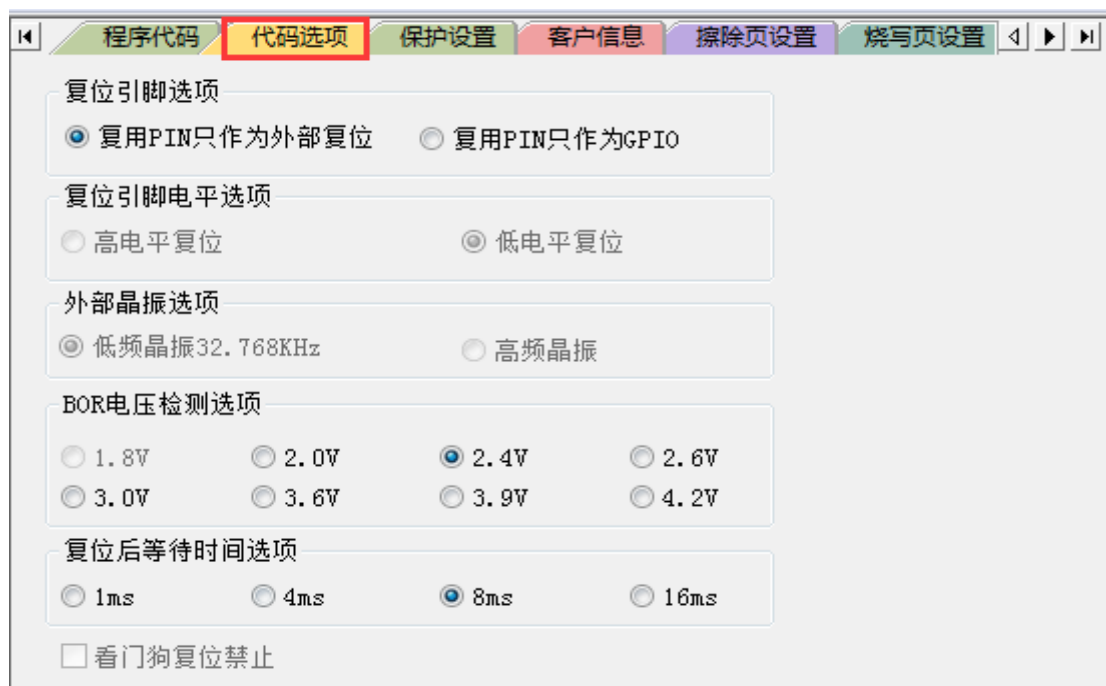 程序代码 代码选项 保护设置 客户信息 擦除页设置 烧写页设置
复位引脚选项
复用PIN只作为外部复位 复用PIN只作为GPIO
复位引脚电平选项
高电平复位 低电平复位
外部晶振选项
低频晶振32.768KHz 高频晶振
BOR电压检测选项
1.8V 2.0V 2.4V 2.6V
3.0V 3.6V 3.9V 4.2V
复位后等待时间选项
1ms 4ms 8ms 16ms
看门狗复位禁止